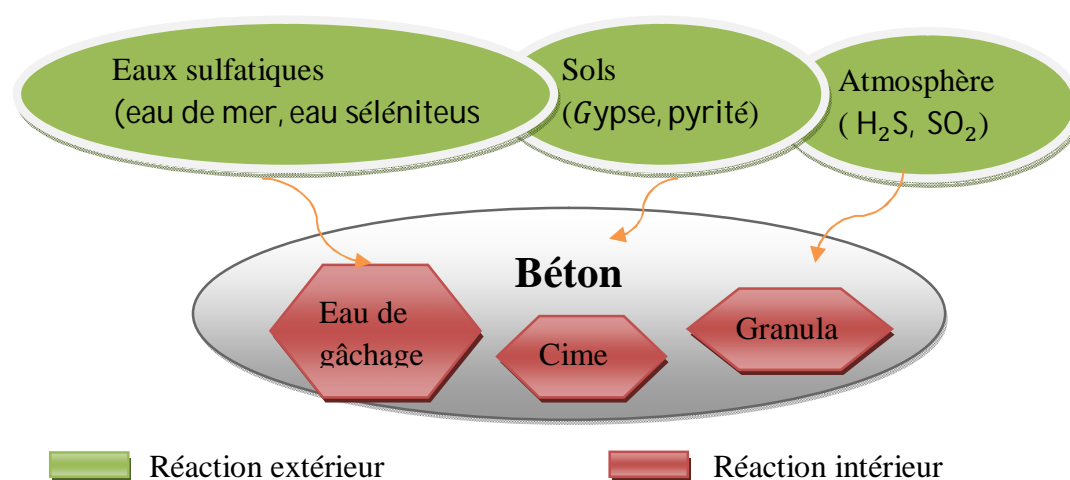 Eaux sulfatiques
(eau de mer, eau séléniteus
Sols
(Gypse, pyrité)
Atmosphère
( H₂S, SO₂)
Béton
Eau de
gâchage
Cime
Granula
Réaction extérieur
Réaction intérieur